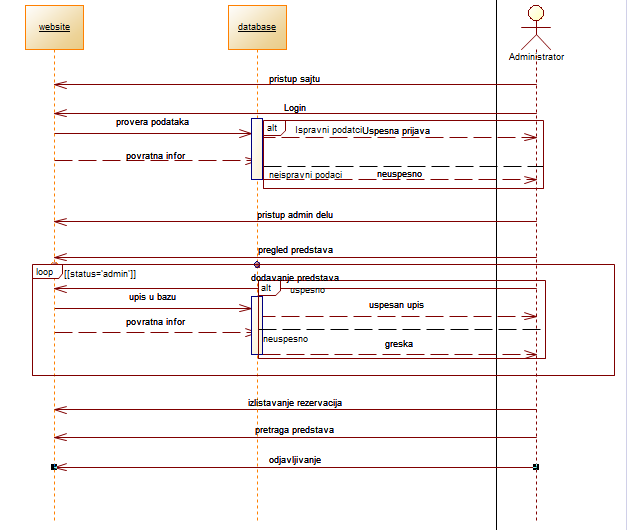 website
database
Administrator
pristup sajtu
Login
provera podataka
alt
Ispravni podatci
Uspesna prijava
povratna infor
neispravni podaci
neuspesno
pristup admin delu
pregled predstava
loop
[[status='admin']]
dodavanje predstava
alt
uspesno
upis u bazu
uspesan upis
povratna infor
neuspesno
greska
izlistavanje rezervacija
pretraga predstava
odjavljivanje